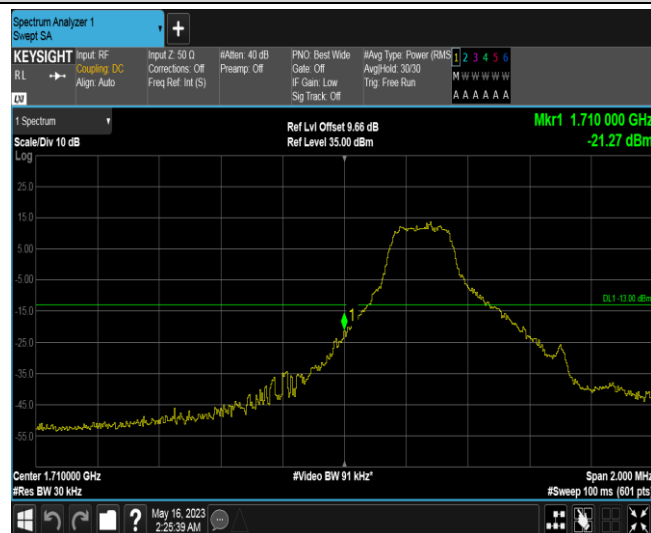 Spectrum Analyzer 1
Swept SA
+
KEYSIGHT
RL
Input: RF
Coupling: DC
Align: Auto
Input Z: 50 Ω
Corrections: Off
Freq Ref: Int (S)
#Atten: 40 dB
Preamp: Off
PNO: Best Wide
Gate: Off
IF Gain: Low
Sig Track: Off
#Avg Type: Power (RMS
Avg|Hold: 30/30
Trig: Free Run
1 2 3 4 5 6
M W W W W W
A A A A A A
LXI
1 Spectrum
Scale/Div 10 dB
Log
Ref Lvl Offset 9.66 dB
Ref Level 35.00 dBm
Mkr1 1.710 000 GHz
-21.27 dBm
25.0
15.0
5.00
-5.00
-15.0
-25.0
-35.0
-45.0
-55.0
DL1 -13.00 dBm
1
Center 1.710000 GHz
#Res BW 30 kHz
#Video BW 91 kHz*
Span 2.000 MHz
#Sweep 100 ms (601 pts)
?
May 16, 2023
2:25:39 AM